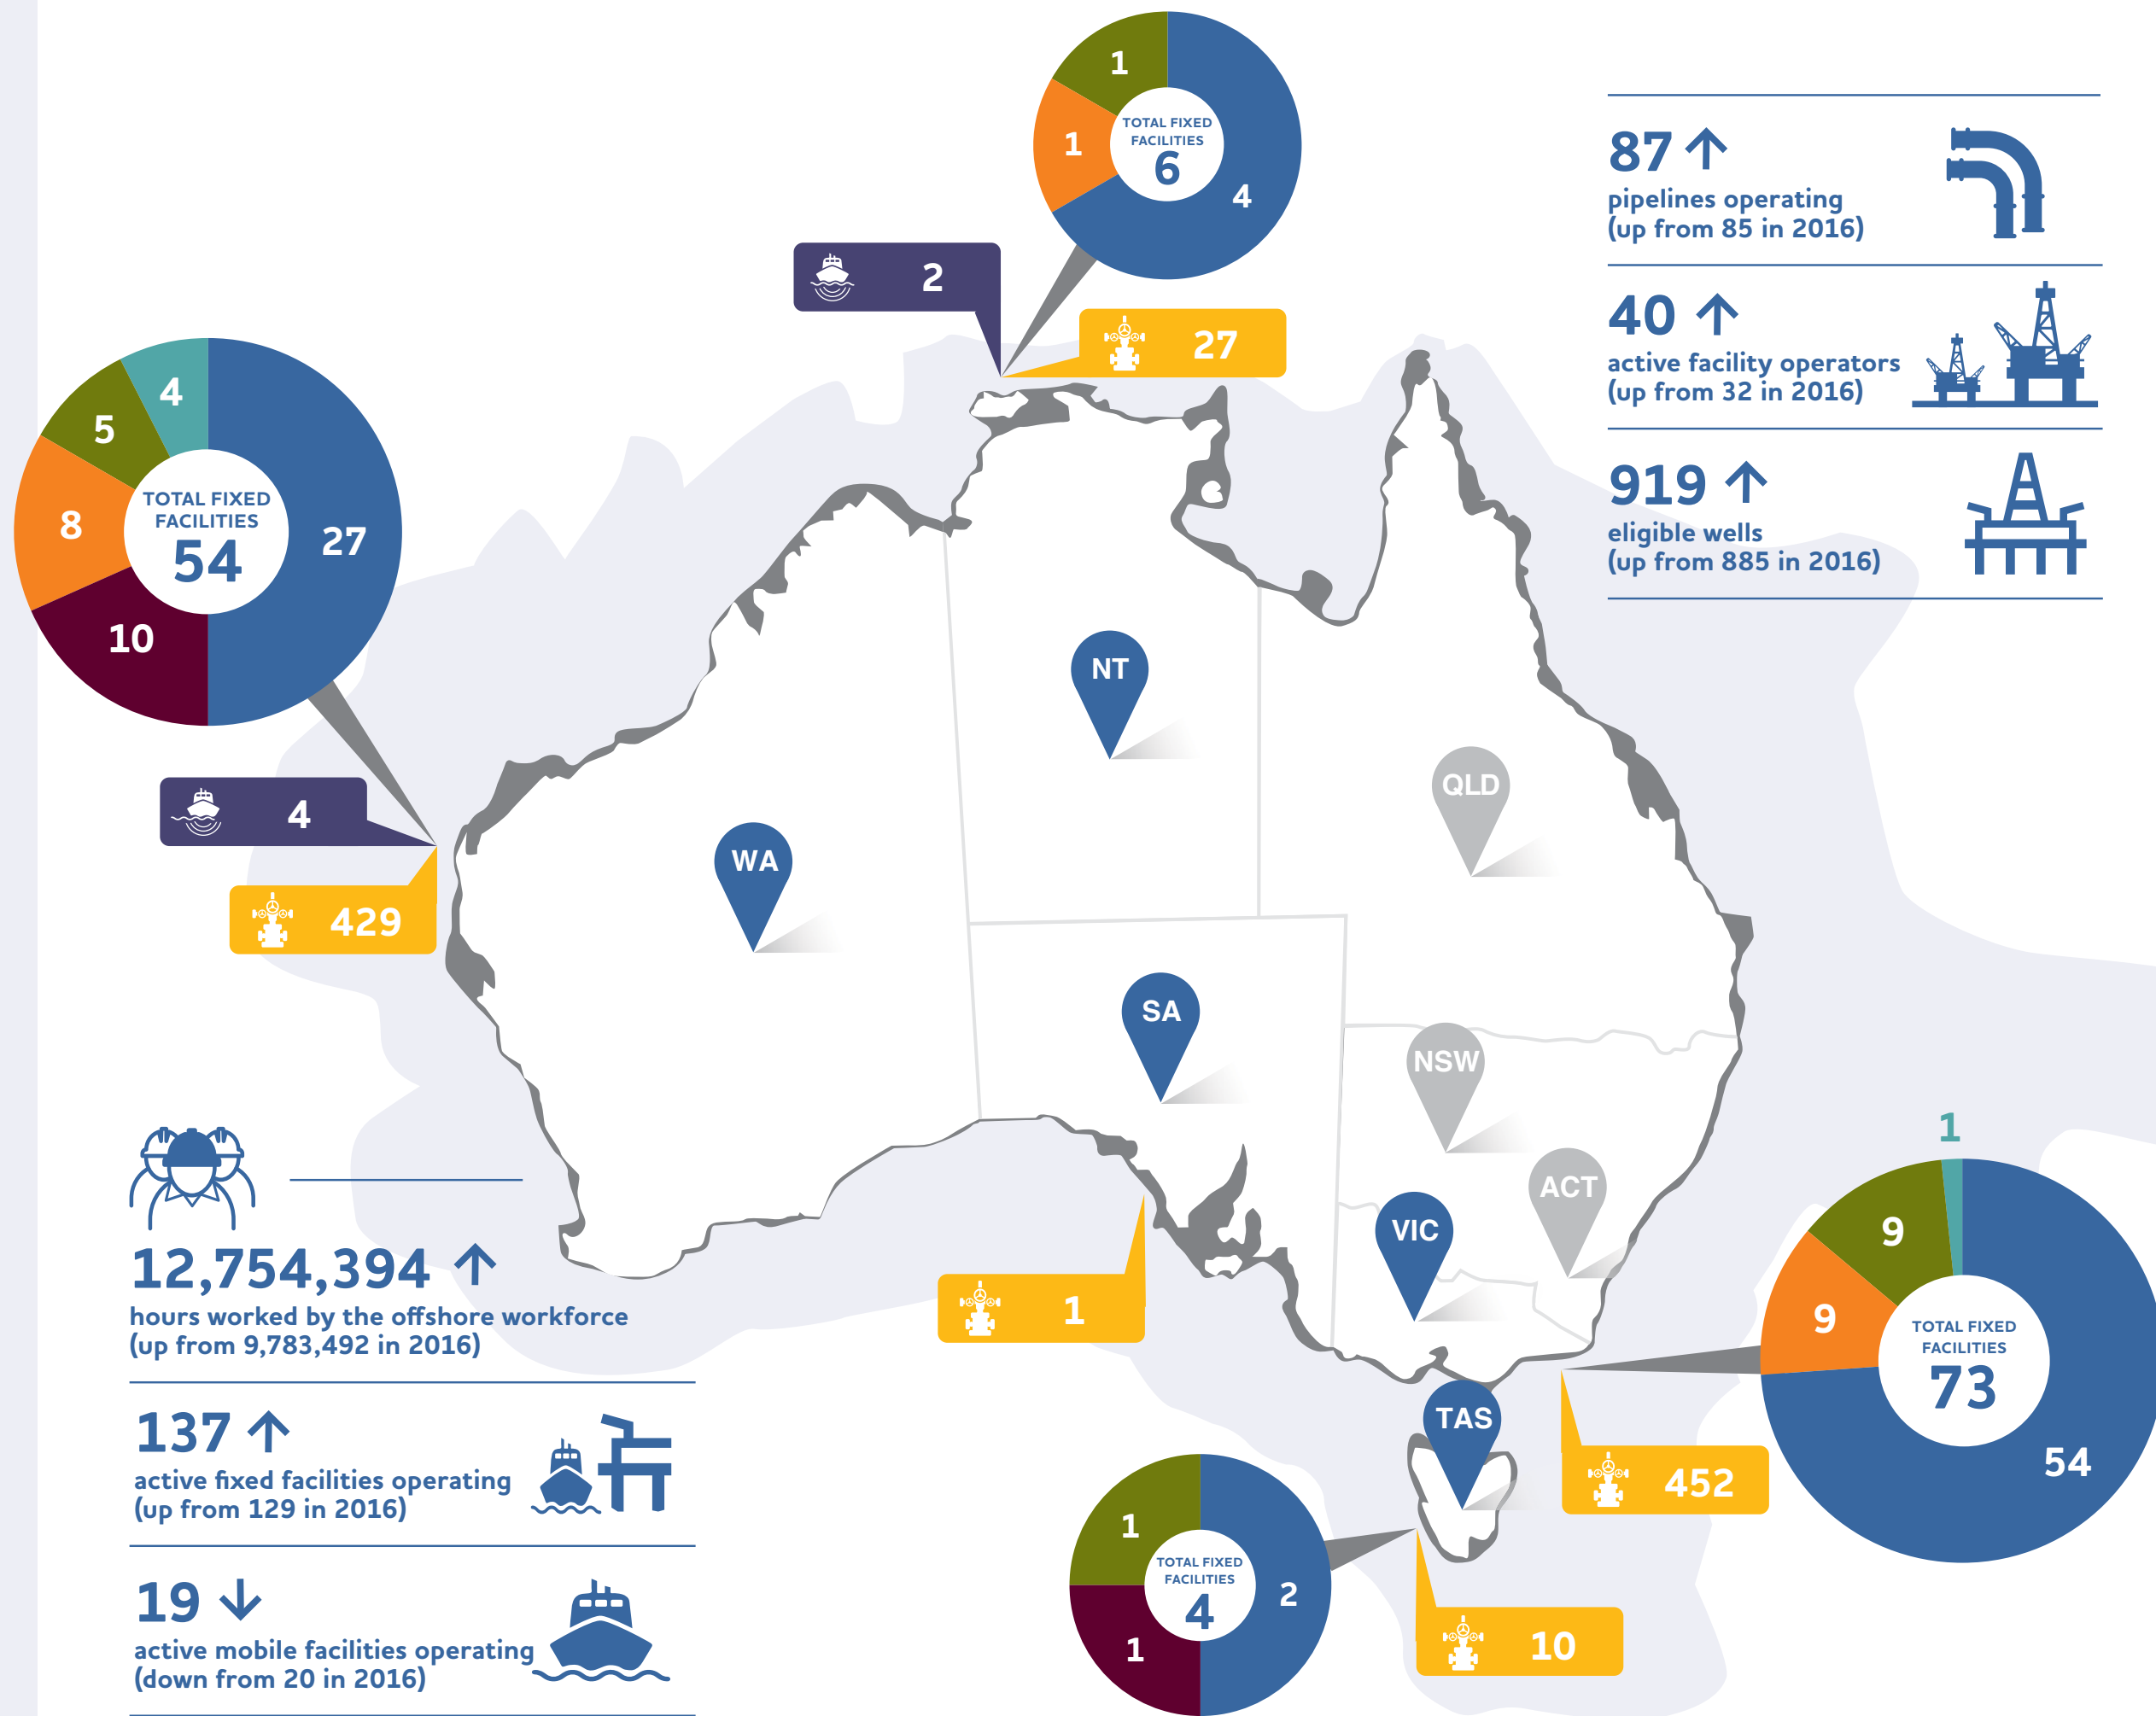 1
1
TOTAL FIXED
FACILITIES
6
4
2
27
87
pipelines operating
(up from 85 in 2016)
40
active facility operators
(up from 32 in 2016)
919
eligible wells
(up from 885 in 2016)
4
5
8
TOTAL FIXED
FACILITIES
54
27
10
4
429
NT
QLD
WA
SA
NSW
ACT
VIC
TAS
1
12,754,394
hours worked by the offshore workforce
(up from 9,783,492 in 2016)
137
active fixed facilities operating
(up from 129 in 2016)
19
active mobile facilities operating
(down from 20 in 2016)
1
9
9
TOTAL FIXED
FACILITIES
73
54
452
1
TOTAL FIXED
FACILITIES
4
2
1
10